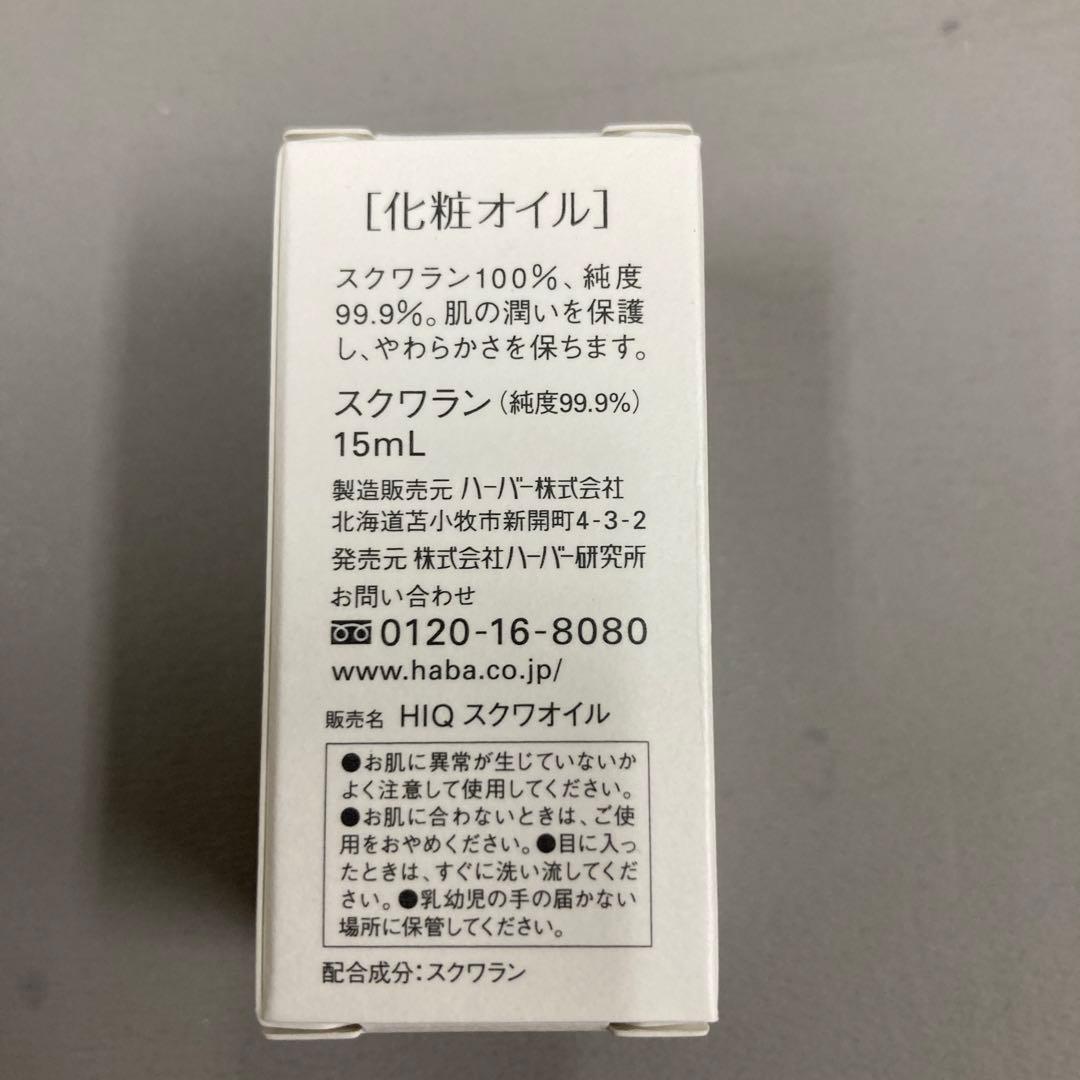 [化粧オイル]
スクワラン100%、純度
99.9%。肌の潤いを保護
し、やわらかさを保ちます。
スクワラン(純度99.9%)
15mL
製造販売元 ハーバー株式会社
北海道苫小牧市新開町4-3-2
発売元 株式会社ハーバー研究所
お問い合わせ
0120-16-8080
www.haba.co.jp/
販売名 HIQ スクワオイル
●お肌に異常が生じていないか
よく注意して使用してください。
●お肌に合わないときは、ご使
用をおやめください。●目に入っ
たときは、すぐに洗い流してくだ
さい。●乳幼児の手の届かない
場所に保管してください。
配合成分:スクワラン